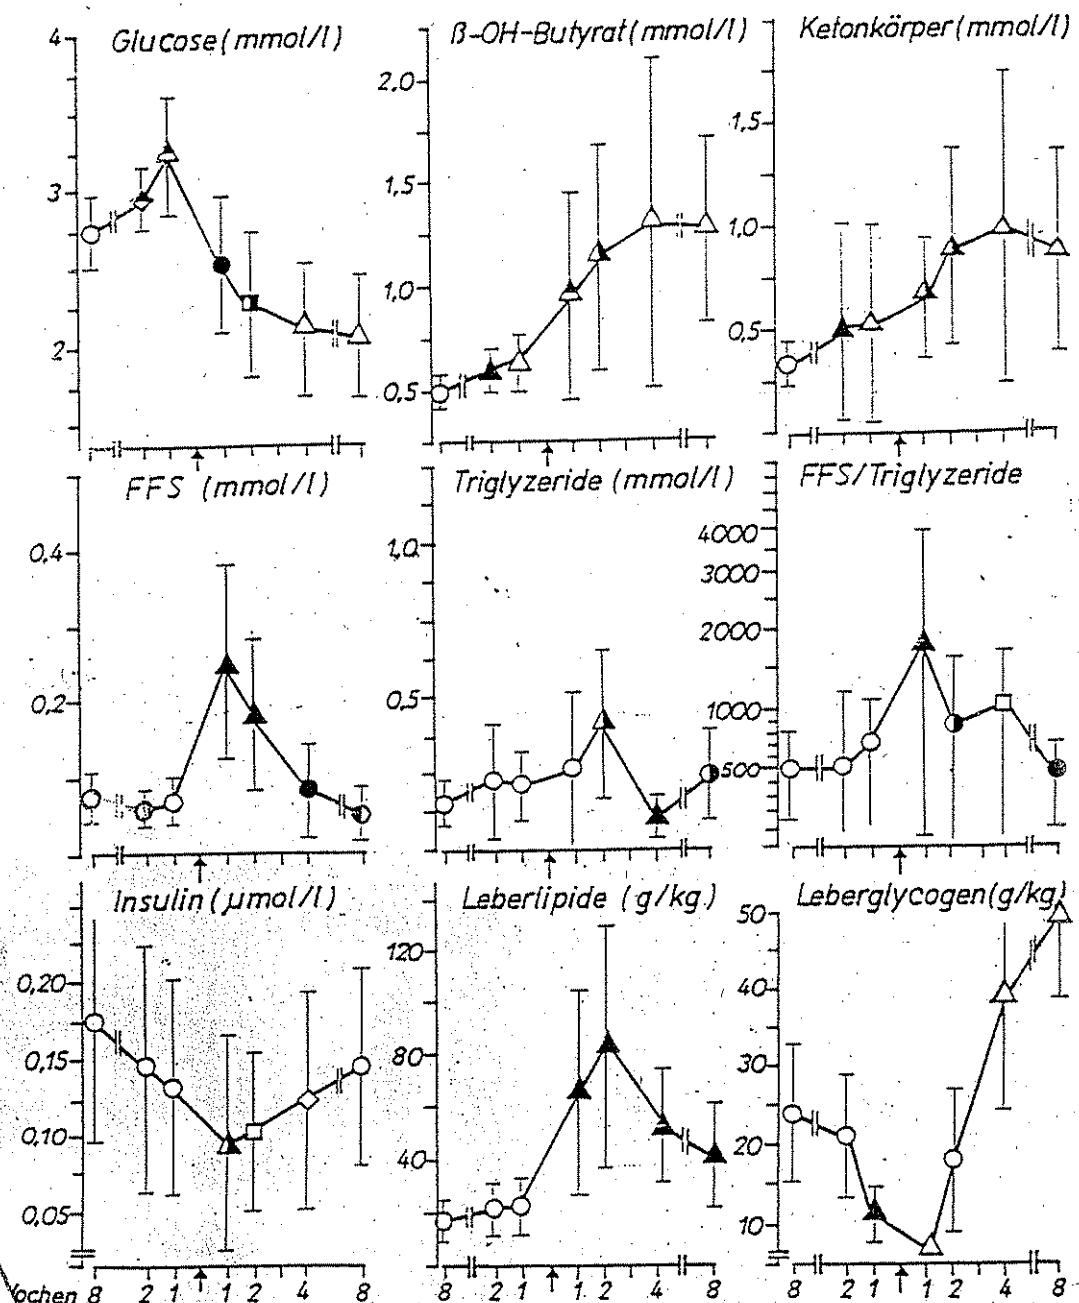 Glucose (mmol/l)
4
3
2
ß-OH-Butyrat (mmol/l)
2,0
1,5
1,0
0,5
Ketonkörper (mmol/l)
1,5
1,0
0,5
FFS (mmol/l)
0,4
0,2
Triglyzeride (mmol/l)
1,0
0,5
FFS/Triglyzeride
4000
3000
2000
1000
500
Insulin (µmol/l)
0,20
0,15
0,10
0,05
Leberlipide (g/kg)
120
80
40
Leberglycogen (g/kg)
50
40
30
20
10
8 2 1 1 2 4 8
8 2 1 1 2 4 8
8 2 1 1 2 4 8